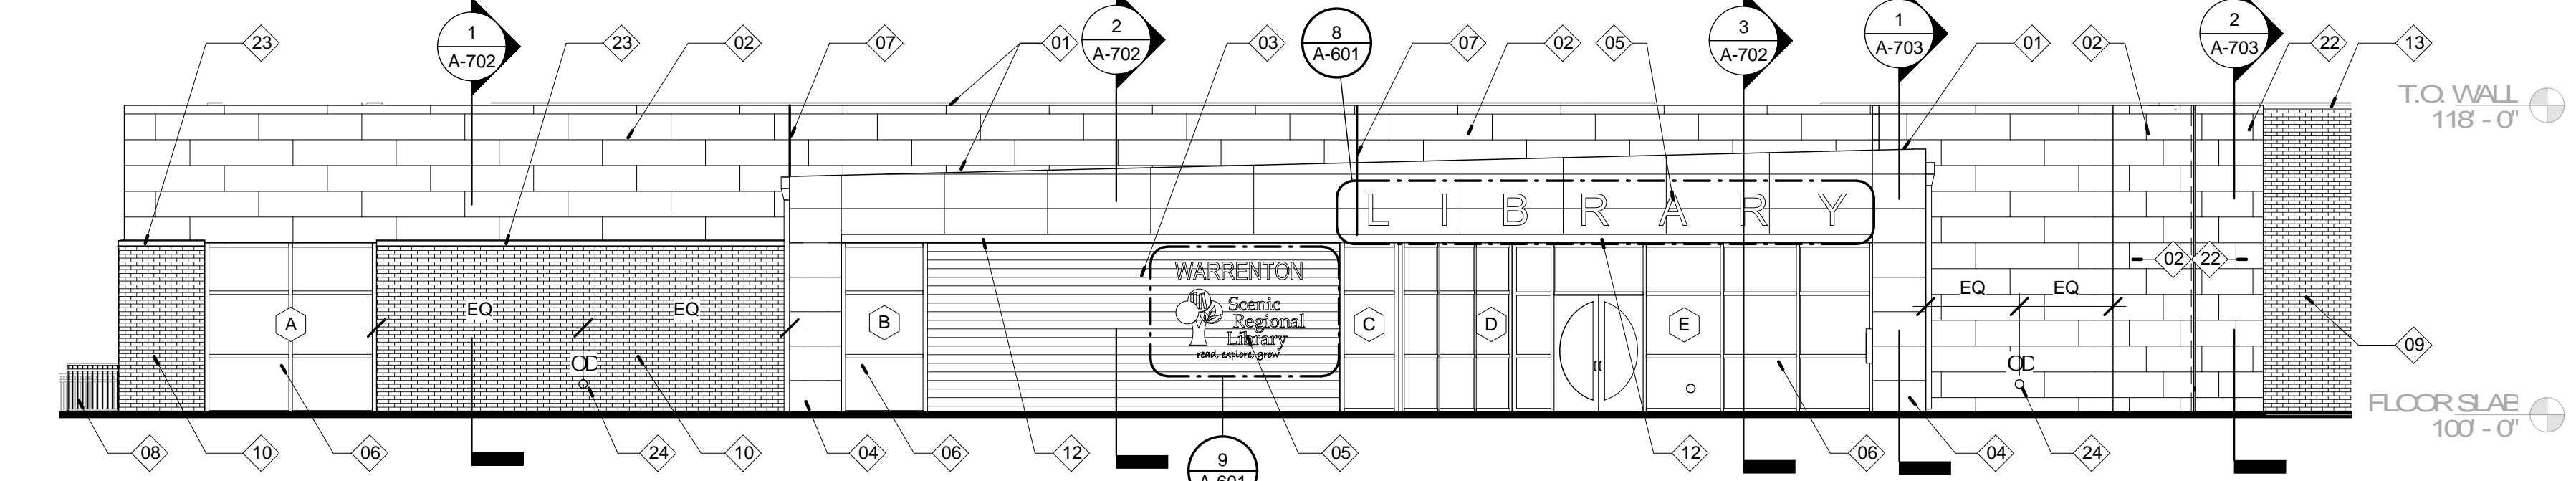 23
1
A-702
23
02
07
01
2
A-702
03
8
A-601
07
02
05
3
A-702
1
A-703
01
02
2
A-703
22
13
T.O. WALL
118' - 0"
L I B R A R Y
02
22
WARRENTON
Scenic
Regional
Library
read, explore, grow
EQ
EQ
EQ
EQ
A
B
C
D
E
OD
OD
09
FLOOR SLAB
100' - 0"
08
10
06
24
10
04
06
12
9
A-601
05
12
06
04
24